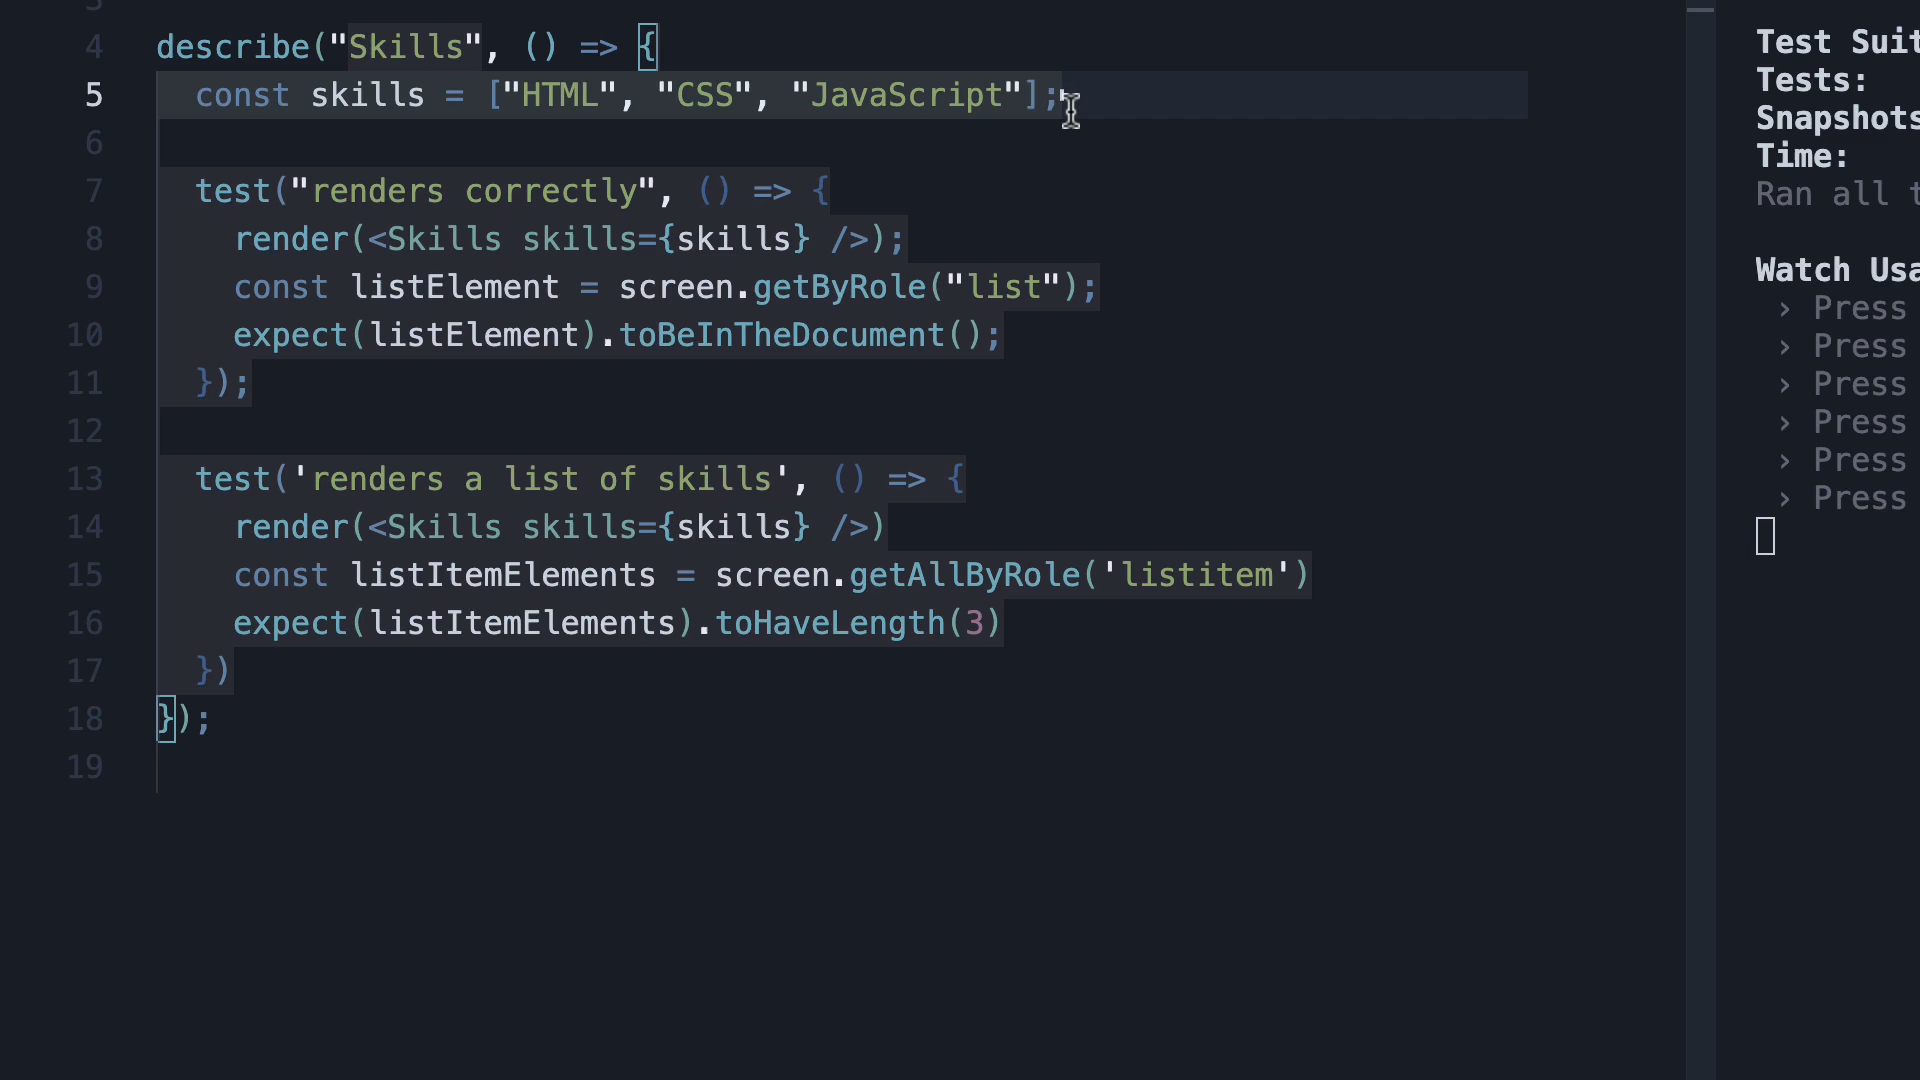 3
4 describe("Skills", () => {
5   const skills = ["HTML", "CSS", "JavaScript"];
6
7   test("renders correctly", () => {
8     render(<Skills skills={skills} />);
9     const listElement = screen.getByRole("list");
10     expect(listElement).toBeInTheDocument();
11   });
12
13   test('renders a list of skills', () => {
14     render(<Skills skills={skills} />)
15     const listItemElements = screen.getAllByRole('listitem')
16     expect(listItemElements).toHaveLength(3)
17   })
18 });
19
Test Suit
Tests:
Snapshots
Time:
Ran all t
Watch Usa
› Press
› Press
› Press
› Press
› Press
› Press